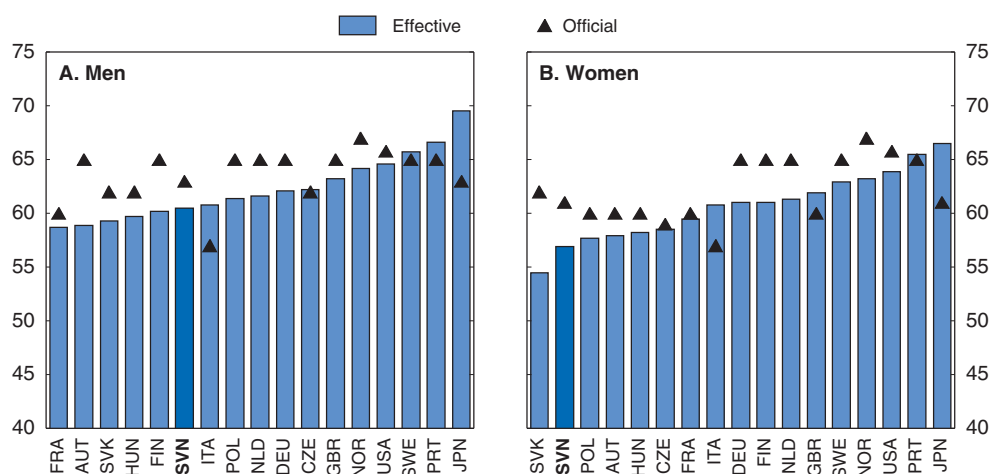 Effective Official
75 75
A. Men B. Women
70 70
65 65
60 60
55 55
50 50
45 45
40 40
FRA AUT SVK HUN FIN SVN ITA POL NLD DEU CZE GBR NOR USA SWE PRT JPN SVK SVN POL AUT HUN CZE FRA ITA DEU FIN NLD GBR SWE NOR USA PRT JPN